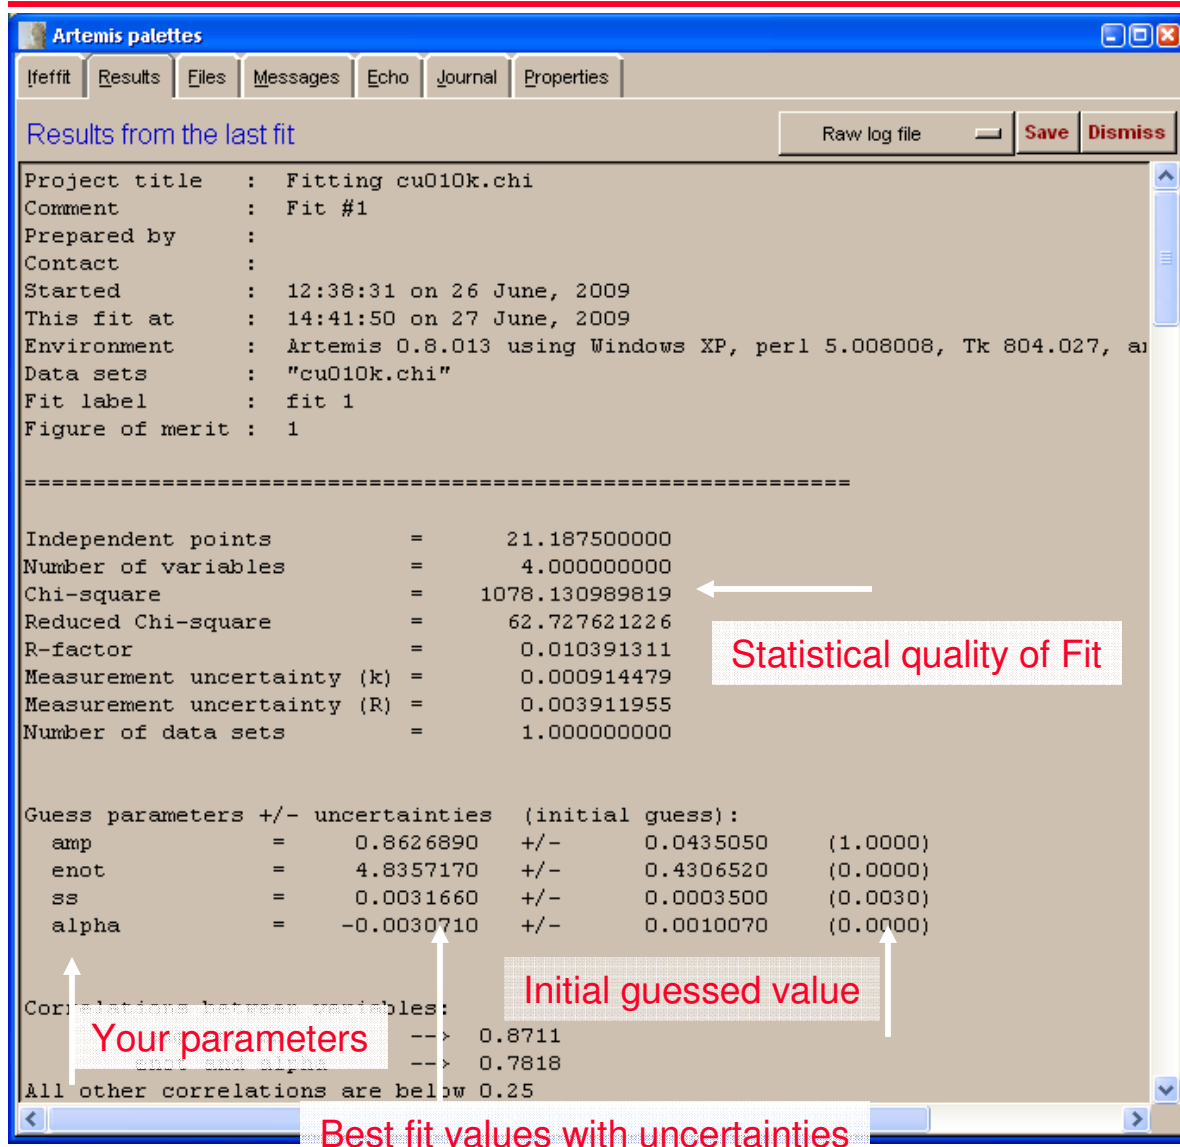 Artemis palettes
Ifeffit Results Files Messages Echo Journal Properties
Results from the last fit Raw log file Save Dismiss
Project title : Fitting cu010k.chi
Comment : Fit #1
Prepared by :
Contact :
Started : 12:38:31 on 26 June, 2009
This fit at : 14:41:50 on 27 June, 2009
Environment : Artemis 0.8.013 using Windows XP, perl 5.008008, Tk 804.027,
Data sets : "cu010k.chi"
Fit label : fit 1
Figure of merit : 1
============================================================
Independent points = 21.187500000
Number of variables = 4.000000000
Chi-square = 1078.130989819
Reduced Chi-square = 62.727621226
R-factor = 0.010391311
Measurement uncertainty (k) = 0.000914479
Measurement uncertainty (R) = 0.003911955
Number of data sets = 1.000000000
Statistical quality of Fit
Guess parameters +/- uncertainties (initial guess):
amp = 0.8626890 +/- 0.0435050 (1.0000)
enot = 4.8357170 +/- 0.4306520 (0.0000)
ss = 0.0031660 +/- 0.0003500 (0.0030)
alpha = -0.0030710 +/- 0.0010070 (0.0000)
Initial guessed value
Correlations between variables:
Your parameters
--> 0.8711
enot and alpha --> 0.7818
All other correlations are below 0.25
Best fit values with uncertainties